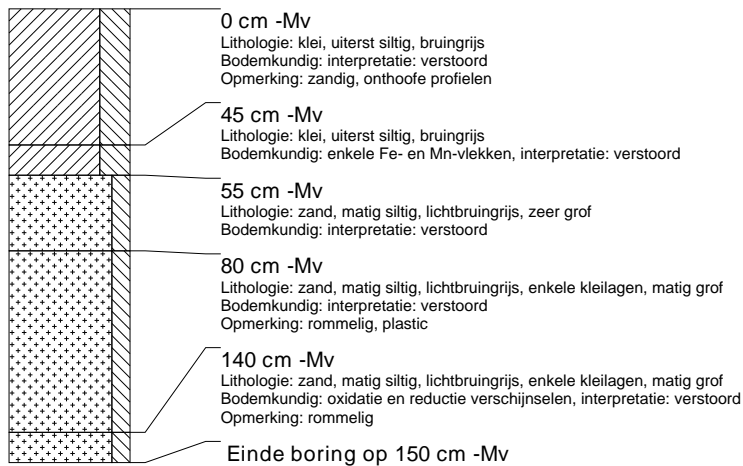 0 cm -Mv
Lithologie: klei, uiterst siltig, bruingrijs
Bodemkundig: interpretatie: verstoord
Opmerking: zandig, onthoofe profielen
45 cm -Mv
Lithologie: klei, uiterst siltig, bruingrijs
Bodemkundig: enkele Fe- en Mn-vlekken, interpretatie: verstoord
55 cm -Mv
Lithologie: zand, matig siltig, lichtbruingrijs, zeer grof
Bodemkundig: interpretatie: verstoord
80 cm -Mv
Lithologie: zand, matig siltig, lichtbruingrijs, enkele kleilagen, matig grof
Bodemkundig: interpretatie: verstoord
Opmerking: rommelig, plastic
140 cm -Mv
Lithologie: zand, matig siltig, lichtbruingrijs, enkele kleilagen, matig grof
Bodemkundig: oxidatie en reductie verschijnselen, interpretatie: verstoord
Opmerking: rommelig
Einde boring op 150 cm -Mv